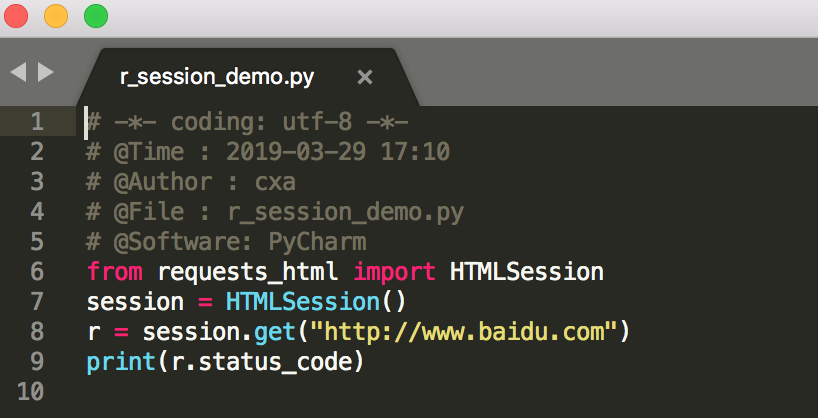 r_session_demo.py ×
1 # -*- coding: utf-8 -*-
2 # @Time : 2019-03-29 17:10
3 # @Author : cxa
4 # @File : r_session_demo.py
5 # @Software: PyCharm
6 from requests_html import HTMLSession
7 session = HTMLSession()
8 r = session.get("http://www.baidu.com")
9 print(r.status_code)
10